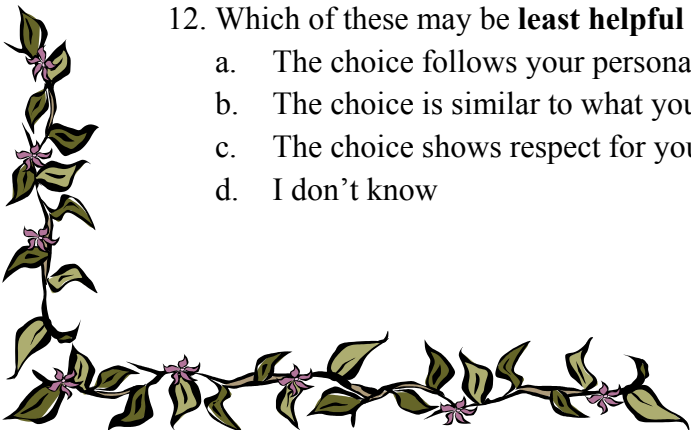 12. Which of these may be least helpful
a. The choice follows your persona
b. The choice is similar to what you
c. The choice shows respect for you
d. I don’t know